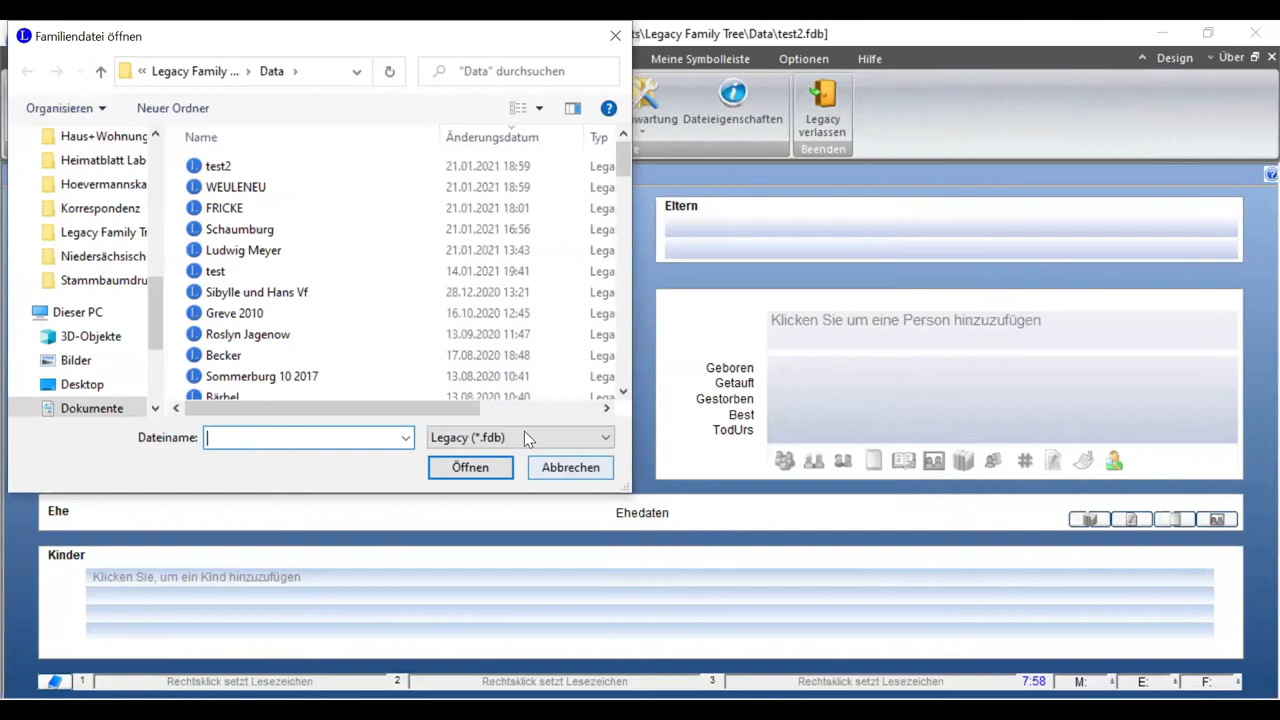 Familiendatei öffnen
ts\Legacy Family Tree\Data\test2.fdb]
« Legacy Family ... › Data ›
"Data" durchsuchen
Meine Symbolleiste Optionen Hilfe
Design Über
Organisieren Neuer Ordner
wartung Dateieigenschaften
Legacy verlassen
Beenden
Haus+Wohnung
Heimatblatt Lab
Hoevermannska
Korrespondenz
Legacy Family Tr
Niedersächsisch
Stammbaumdru
Dieser PC
3D-Objekte
Bilder
Desktop
Dokumente
Name Änderungsdatum Typ
test2 21.01.2021 18:59 Lega
WEULENEU 21.01.2021 18:59 Lega
FRICKE 21.01.2021 18:01 Lega
Schaumburg 21.01.2021 16:56 Lega
Ludwig Meyer 21.01.2021 13:43 Lega
test 14.01.2021 19:41 Lega
Sibylle und Hans Vf 28.12.2020 13:21 Lega
Greve 2010 16.10.2020 12:45 Lega
Roslyn Jagenow 13.09.2020 11:47 Lega
Becker 17.08.2020 18:48 Lega
Sommerburg 10 2017 13.08.2020 10:41 Lega
Bärbel 13.08.2020 10:40 Lega
Dateiname: Legacy (*.fdb)
Öffnen Abbrechen
Eltern
Klicken Sie um eine Person hinzuzufügen
Geboren
Getauft
Gestorben
Best
TodUrs
Ehe Ehedaten
Kinder
Klicken Sie, um ein Kind hinzuzufügen
1 Rechtsklick setzt Lesezeichen 2 Rechtsklick setzt Lesezeichen 3 Rechtsklick setzt Lesezeichen 7:58 M: E: F: